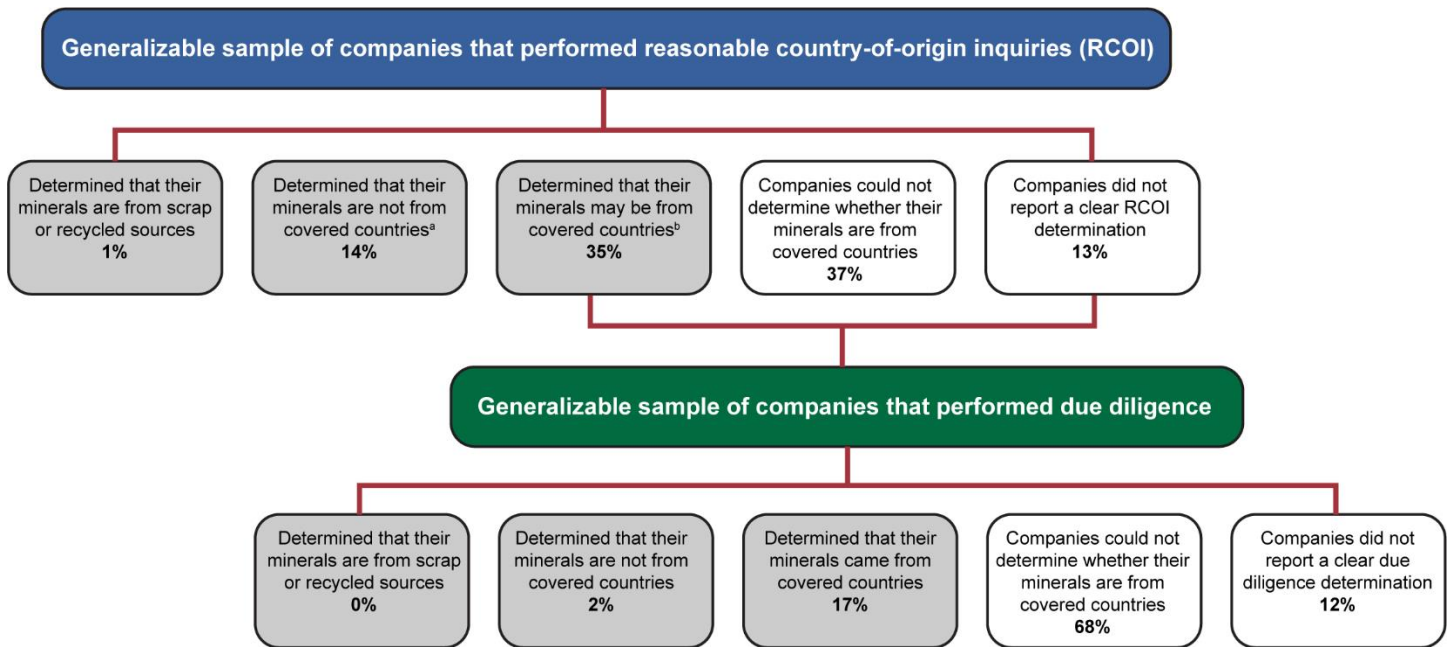 Generalizable sample of companies that performed reasonable country-of-origin inquiries (RCOI)
Determined that their
minerals are from scrap
or recycled sources
1%
Determined that their
minerals are not from
covered countriesᵃ
14%
Determined that their
minerals may be from
covered countriesᵇ
35%
Companies could not
determine whether their
minerals are from
covered countries
37%
Companies did not
report a clear RCOI
determination
13%
Generalizable sample of companies that performed due diligence
Determined that their
minerals are from scrap
or recycled sources
0%
Determined that their
minerals are not from
covered countries
2%
Determined that their
minerals came from
covered countries
17%
Companies could not
determine whether their
minerals are from
covered countries
68%
Companies did not
report a clear due
diligence determination
12%